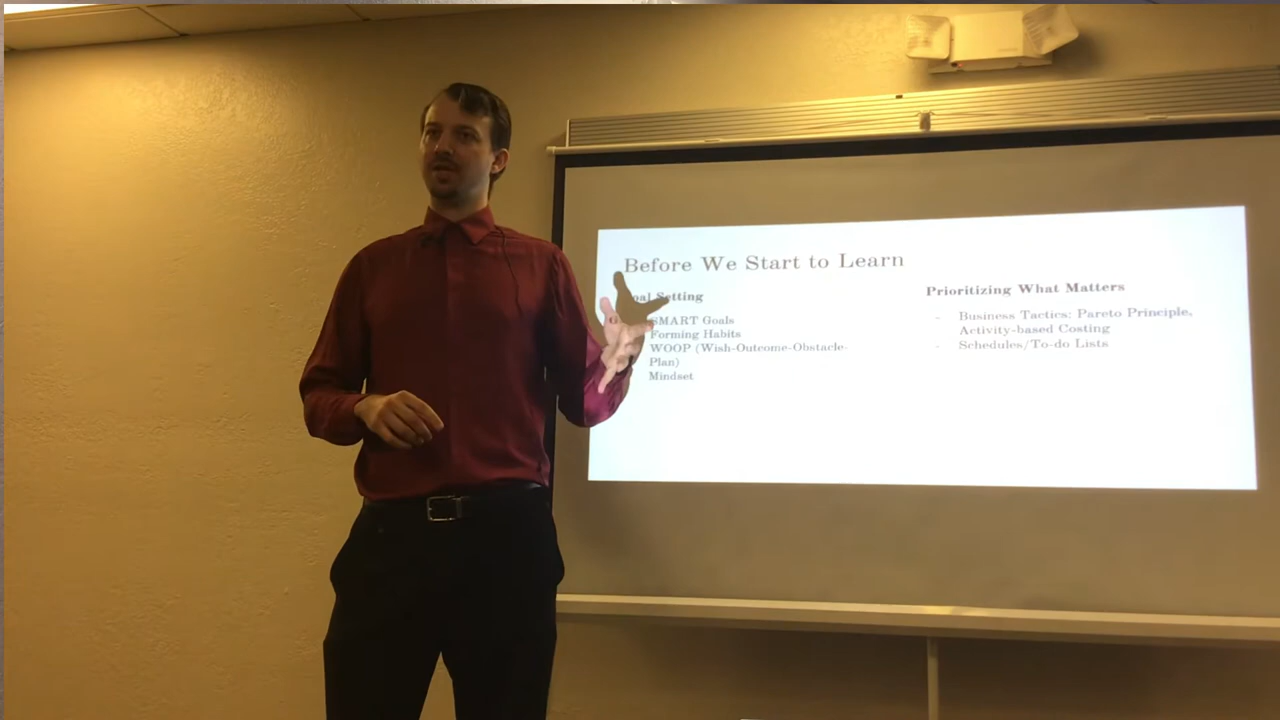 Before We Start to Learn
oal Setting
SMART Goals
Forming Habits
WOOP (Wish-Outcome-Obstacle-
Plan)
Mindset
Prioritizing What Matters
- Business Tactics: Pareto Principle,
Activity-based Costing
- Schedules/To-do Lists